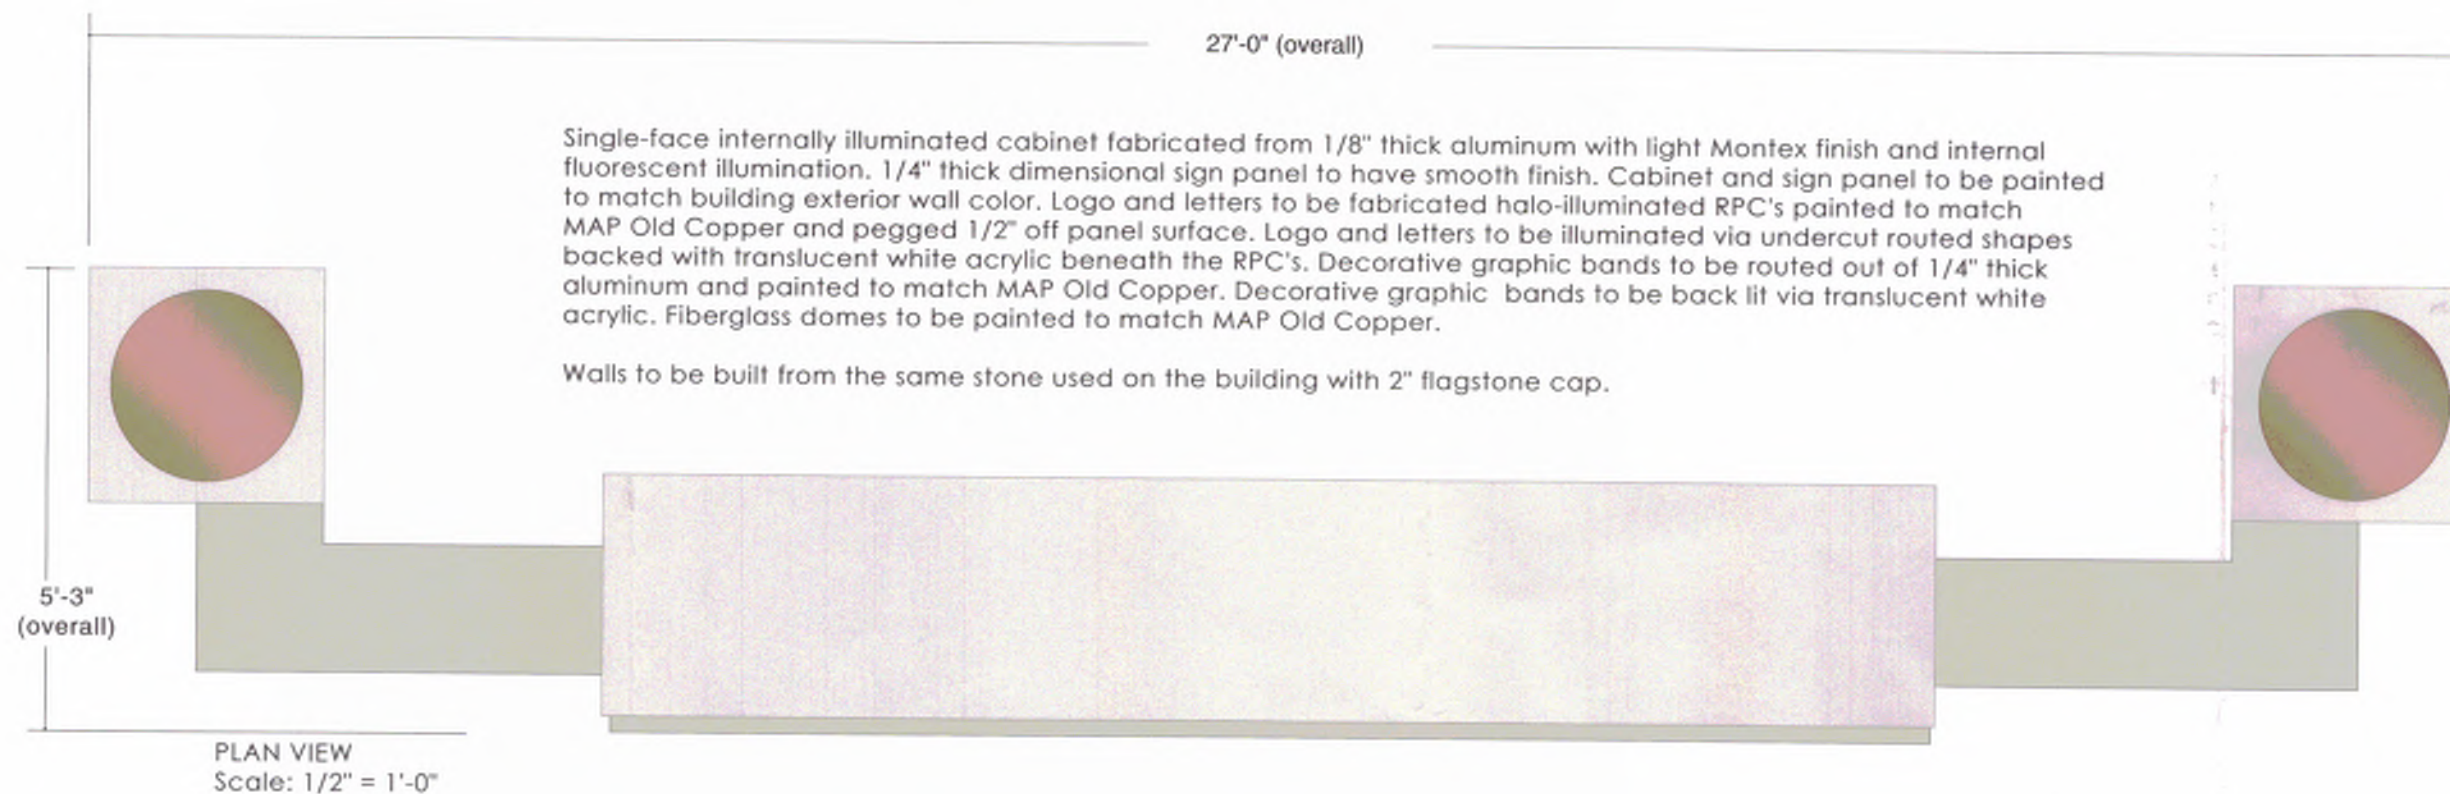 27'-0" (overall)
Single-face internally illuminated cabinet fabricated from 1/8" thick aluminum with light Montex finish and internal
fluorescent illumination. 1/4" thick dimensional sign panel to have smooth finish. Cabinet and sign panel to be painted
to match building exterior wall color. Logo and letters to be fabricated halo-illuminated RPC's painted to match
MAP Old Copper and pegged 1/2" off panel surface. Logo and letters to be illuminated via undercut routed shapes
backed with translucent white acrylic beneath the RPC's. Decorative graphic bands to be routed out of 1/4" thick
aluminum and painted to match MAP Old Copper. Decorative graphic  bands to be back lit via translucent white
acrylic. Fiberglass domes to be painted to match MAP Old Copper.
Walls to be built from the same stone used on the building with 2" flagstone cap.
5'-3"
(overall)
PLAN VIEW
Scale: 1/2" = 1'-0"